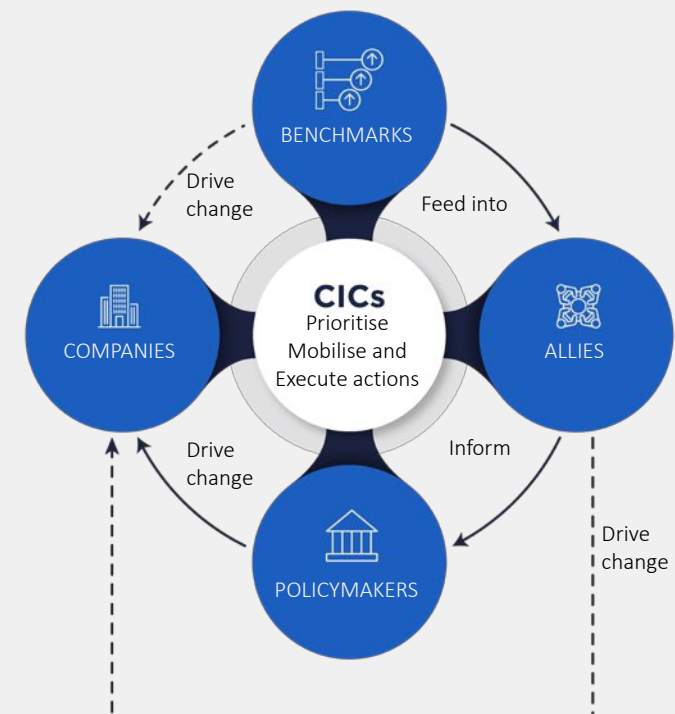 BENCHMARKS
Drive
change
Feed into
CICs
Prioritise
Mobilise and
Execute actions
COMPANIES
ALLIES
Drive
change
Inform
Drive
change
POLICYMAKERS